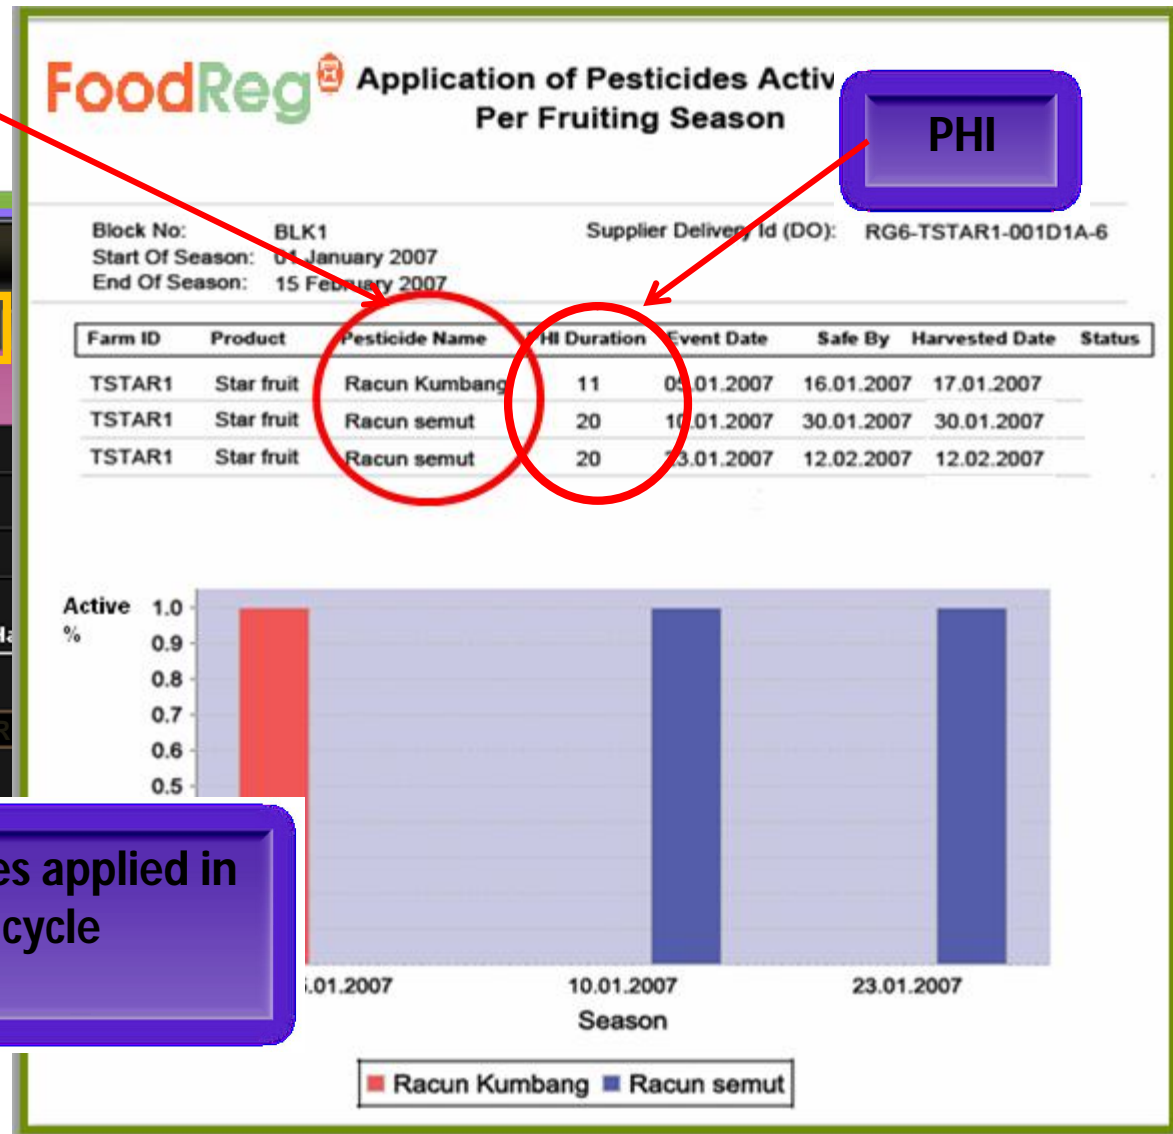 FoodReg
Application of Pesticides Activ
Per Fruiting Season
PHI
Block No: BLK1 Supplier Delivery Id (DO): RG6-TSTAR1-001D1A-6
Start Of Season: 01 January 2007
End Of Season: 15 February 2007
Farm ID Product Pesticide Name HI Duration Event Date Safe By Harvested Date Status
TSTAR1 Star fruit Racun Kumbang 11 05.01.2007 16.01.2007 17.01.2007
TSTAR1 Star fruit Racun semut 20 10.01.2007 30.01.2007 30.01.2007
TSTAR1 Star fruit Racun semut 20 23.01.2007 12.02.2007 12.02.2007
Active
%
1.0
0.9
0.8
0.7
0.6
0.5
es applied in
cycle
.01.2007 10.01.2007 23.01.2007
Season
Racun Kumbang Racun semut